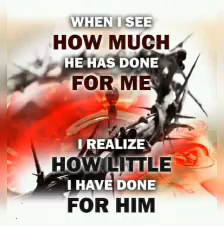 WHEN I SEE
HOW MUCH
HE HAS DONE
FOR ME
I REALIZE
HOW LITTLE
I HAVE DONE
FOR HIM